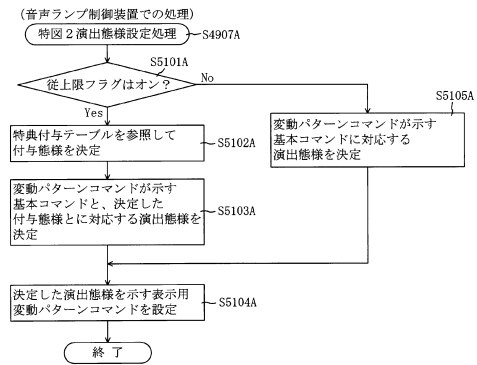 (音声ランプ制御装置での処理)
特図2演出態様設定処理
S4907A
従上限フラグはオン?
S5101A
No
Yes
特典付与テーブルを参照して
付与態様を決定
S5102A
変動パターンコマンドが示す
基本コマンドに対応する
演出態様を決定
S5105A
変動パターンコマンドが示す
基本コマンドと、決定した
付与態様とに対応する演出態様を
決定
S5103A
決定した演出態様を示す表示用
変動パターンコマンドを設定
S5104A
終了